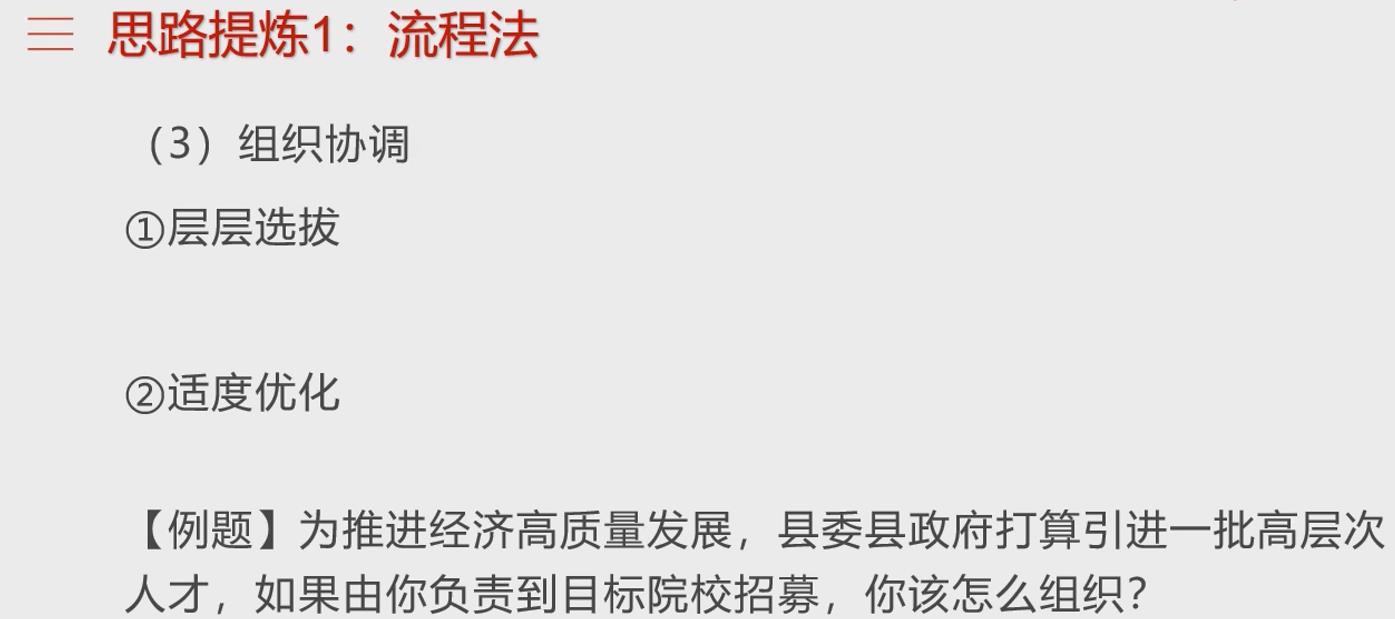 思路提炼1：流程法
（3）组织协调
①层层选拔
②适度优化
【例题】为推进经济高质量发展，县委县政府打算引进一批高层次
人才，如果由你负责到目标院校招募，你该怎么组织？